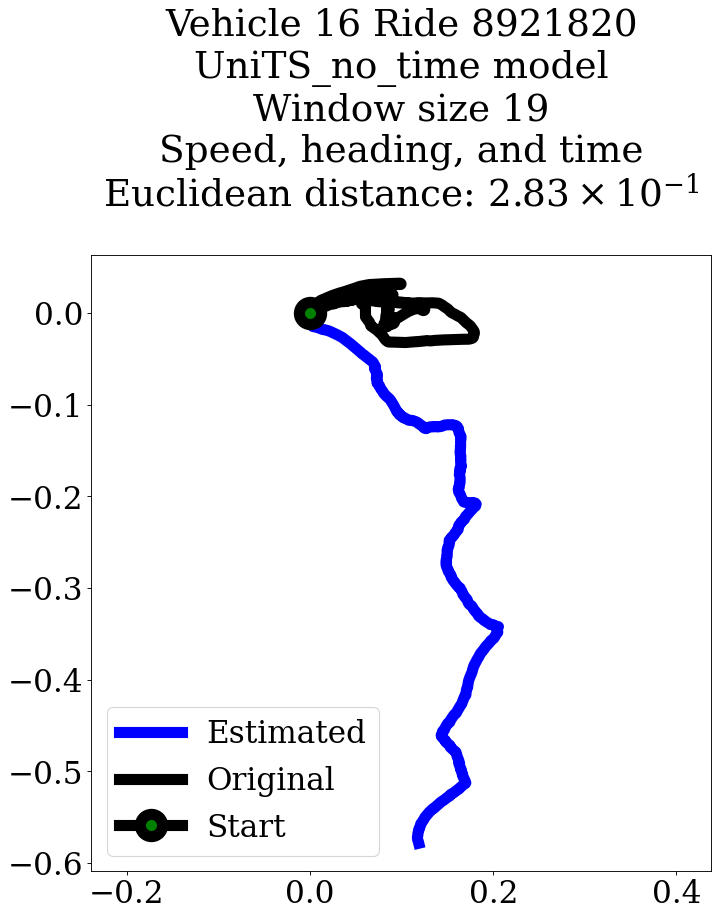 Vehicle 16 Ride 8921820
UniTS_no_time model
Window size 19
Speed, heading, and time
Euclidean distance: $2.83 \times 10^{-1}$
0.0
−0.1
−0.2
−0.3
−0.4
−0.5
−0.6
Estimated
Original
Start
−0.2
0.0
0.2
0.4